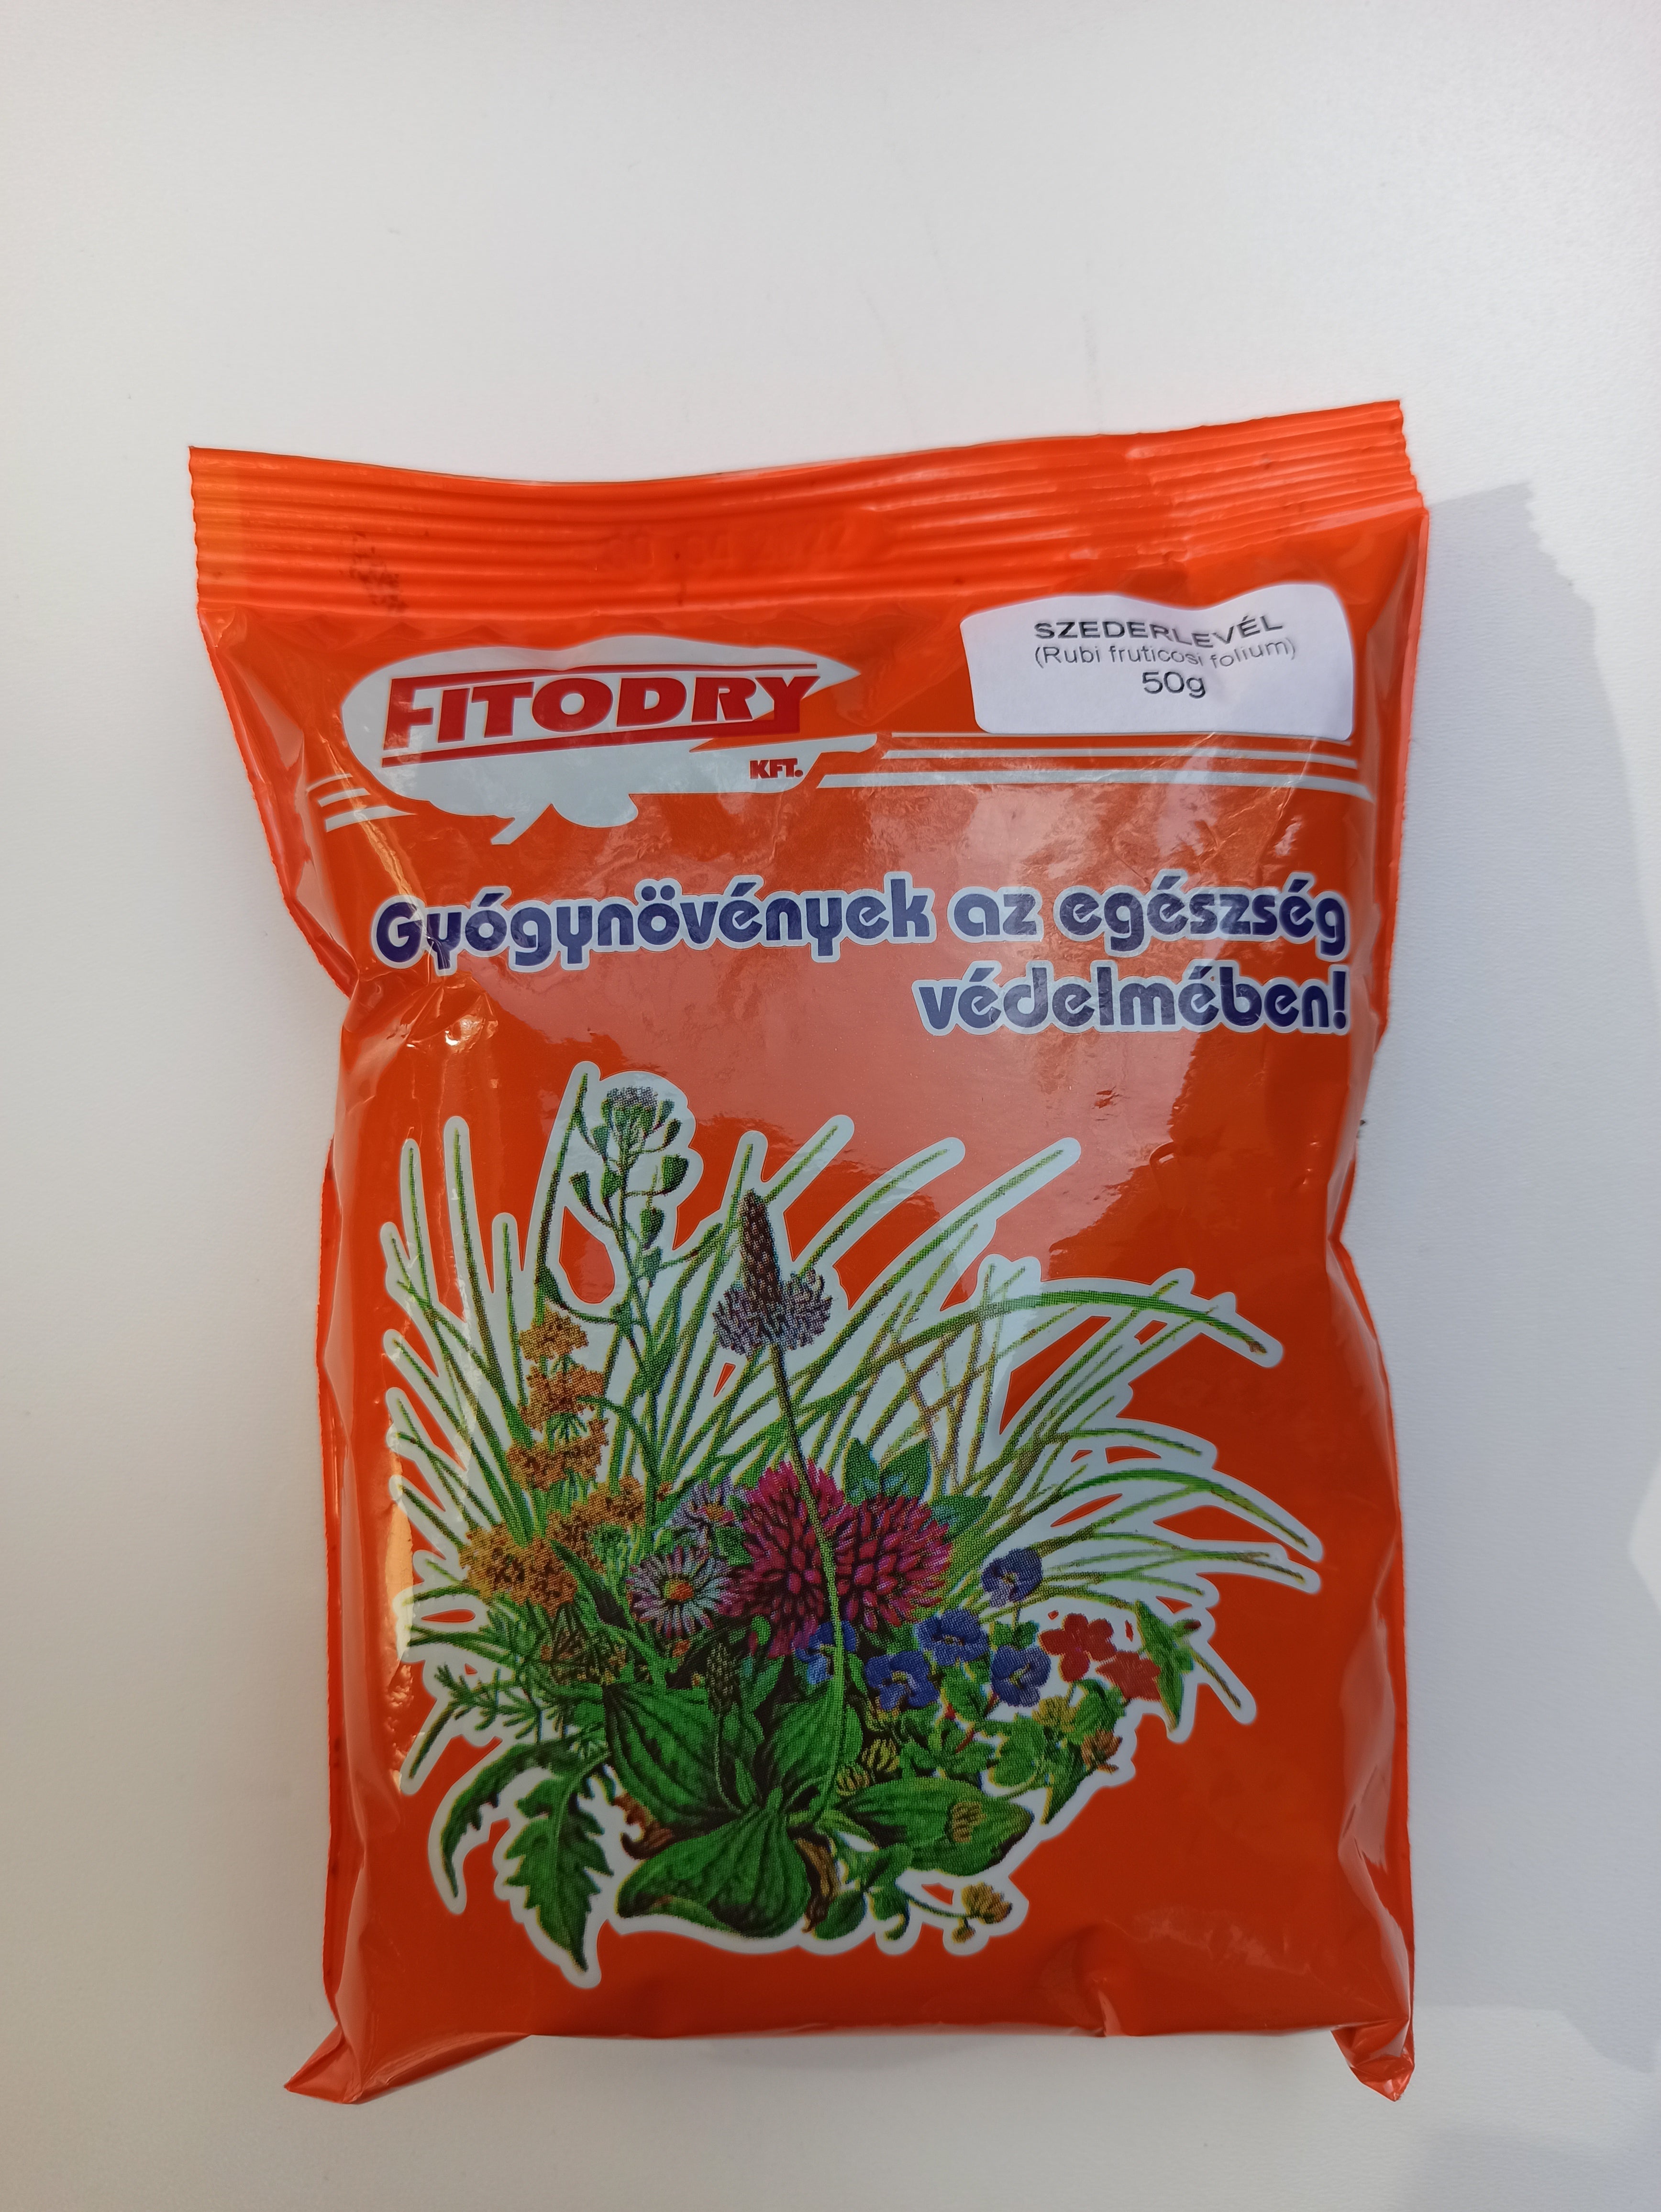 FITODRY
KFT.
SZEDERLEVÉL
(Rubi fruticosi folium)
50g
Gyógynövények az egészség
védelmében!